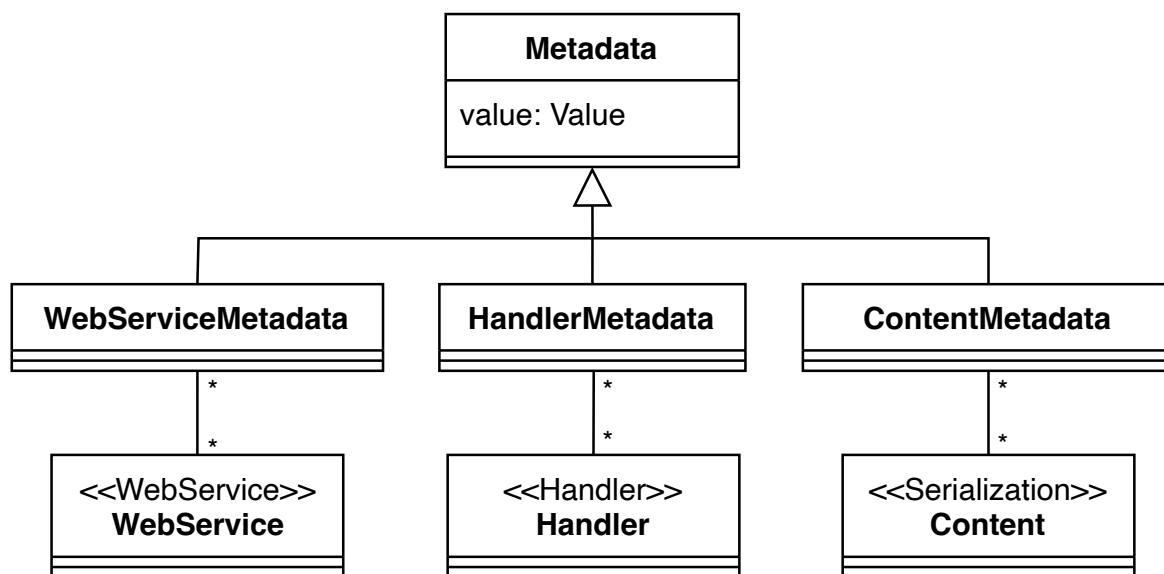 Metadata
value: Value
WebServiceMetadata
HandlerMetadata
ContentMetadata
* * *
* * *
<<WebService>>
WebService
<<Handler>>
Handler
<<Serialization>>
Content